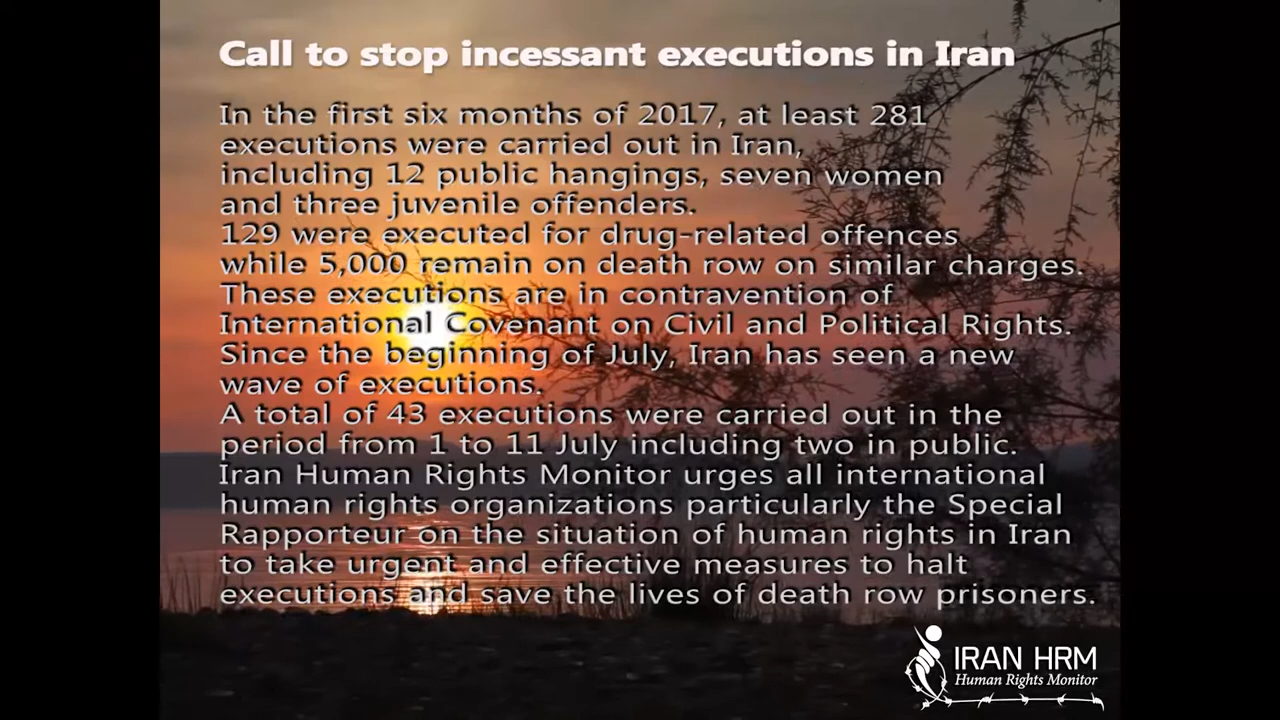 Call to stop incessant executions in Iran
In the first six months of 2017, at least 281
executions were carried out in Iran,
including 12 public hangings, seven women
and three juvenile offenders.
129 were executed for drug-related offences
while 5,000 remain on death row on similar charges.
These executions are in contravention of
International Covenant on Civil and Political Rights.
Since the beginning of July, Iran has seen a new
wave of executions.
A total of 43 executions were carried out in the
period from 1 to 11 July including two in public.
Iran Human Rights Monitor urges all international
human rights organizations particularly the Special
Rapporteur on the situation of human rights in Iran
to take urgent and effective measures to halt
executions and save the lives of death row prisoners.
IRAN HRM
Human Rights Monitor